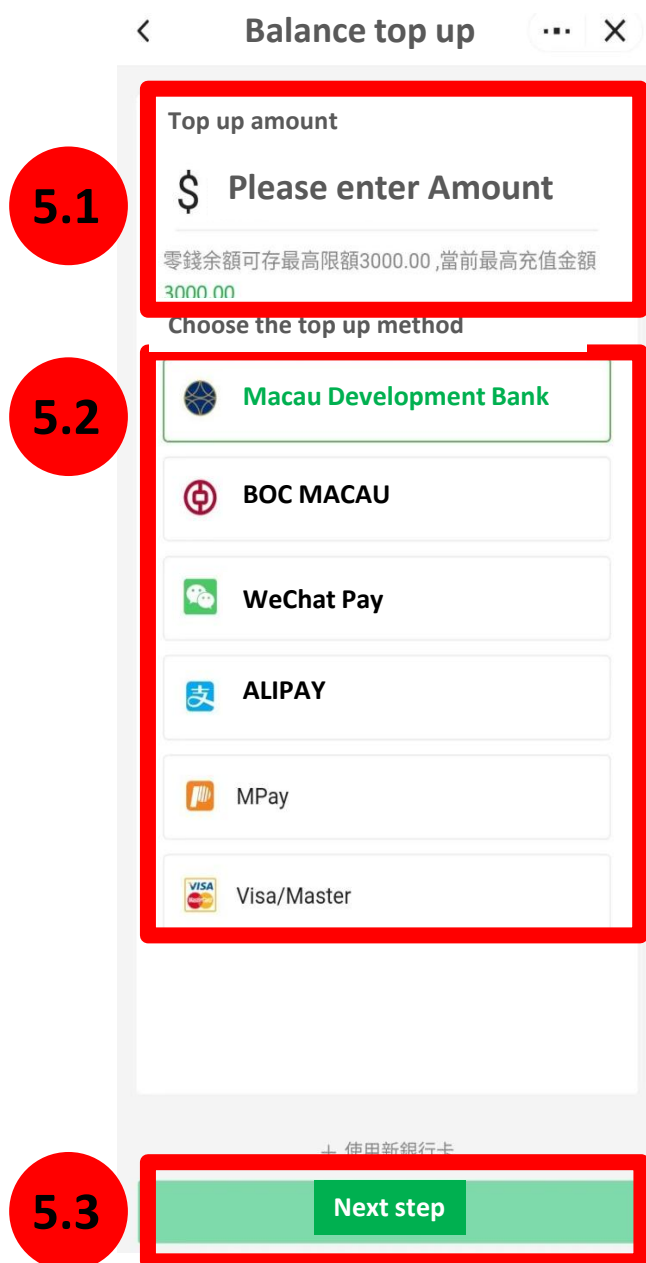 Balance top up
Top up amount
5.1
$ Please enter Amount
零錢余額可存最高限額3000.00 ,當前最高充值金額
3000.00
Choose the top up method
5.2
Macau Development Bank
BOC MACAU
WeChat Pay
支 ALIPAY
MPay
VISA
MasterCard
Visa/Master
+ 使用新銀行卡
5.3
Next step